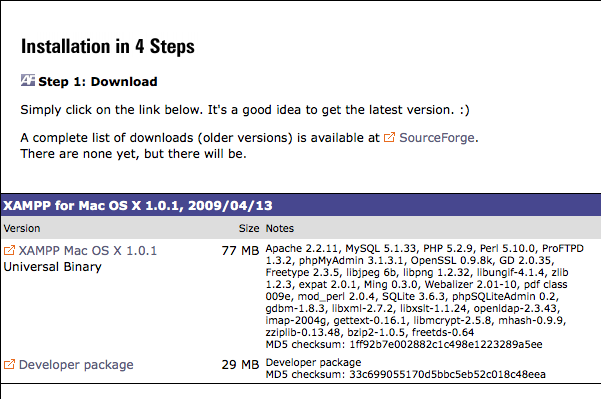 Installation in 4 Steps
Step 1: Download
Simply click on the link below. It's a good idea to get the latest version. :)
A complete list of downloads (older versions) is available at SourceForge.
There are none yet, but there will be.
XAMPP for Mac OS X 1.0.1, 2009/04/13
Version Size Notes
XAMPP Mac OS X 1.0.1 77 MB Apache 2.2.11, MySQL 5.1.33, PHP 5.2.9, Perl 5.10.0, ProFTPD
Universal Binary 1.3.2, phpMyAdmin 3.1.3.1, OpenSSL 0.9.8k, GD 2.0.35,
Freetype 2.3.5, libjpeg 6b, libpng 1.2.32, libungif-4.1.4, zlib
1.2.3, expat 2.0.1, Ming 0.3.0, Webalizer 2.01-10, pdf class
009e, mod_perl 2.0.4, SQLite 3.6.3, phpSQLiteAdmin 0.2,
gdbm-1.8.3, libxml-2.7.2, libxslt-1.1.24, openldap-2.3.43,
imap-2004g, gettext-0.16.1, libmcrypt-2.5.8, mhash-0.9.9,
zziplib-0.13.48, bzip2-1.0.5, freetds-0.64
MD5 checksum: 1ff92b7e002882c1c498e1223289a5ee
Developer package 29 MB Developer package
MD5 checksum: 33c699055170d5bbc5eb52c018c48eea